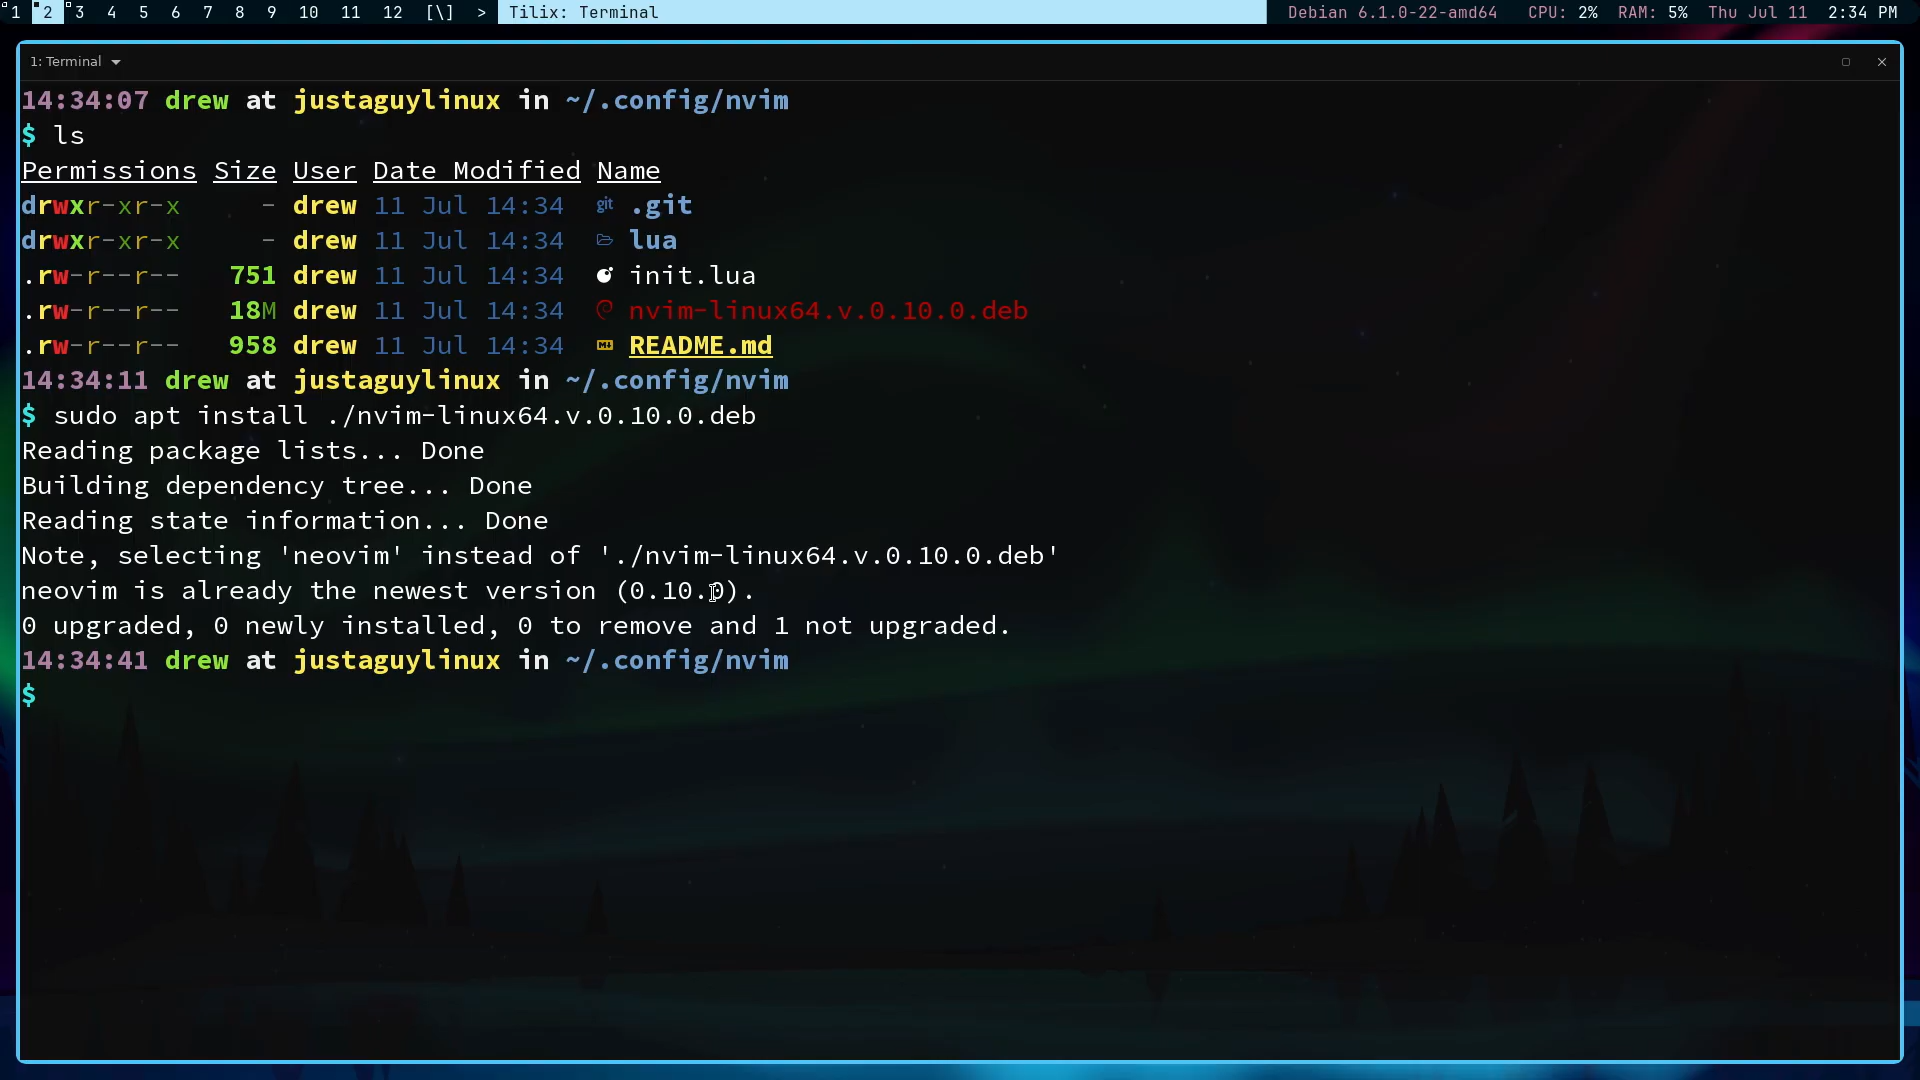 1 2 3 4 5 6 7 8 9 10 11 12 [\] > Tilix: Terminal Debian 6.1.0-22-amd64 CPU: 2% RAM: 5% Thu Jul 11 2:34 PM
1: Terminal
14:34:07 drew at justaguylinux in ~/.config/nvim
$ ls
Permissions Size User Date Modified Name
drwxr-xr-x - drew 11 Jul 14:34 git .git
drwxr-xr-x - drew 11 Jul 14:34 lua
.rw-r--r-- 751 drew 11 Jul 14:34 init.lua
.rw-r--r-- 18M drew 11 Jul 14:34 nvim-linux64.v.0.10.0.deb
.rw-r--r-- 958 drew 11 Jul 14:34 README.md
14:34:11 drew at justaguylinux in ~/.config/nvim
$ sudo apt install ./nvim-linux64.v.0.10.0.deb
Reading package lists... Done
Building dependency tree... Done
Reading state information... Done
Note, selecting 'neovim' instead of './nvim-linux64.v.0.10.0.deb'
neovim is already the newest version (0.10.0).
0 upgraded, 0 newly installed, 0 to remove and 1 not upgraded.
14:34:41 drew at justaguylinux in ~/.config/nvim
$